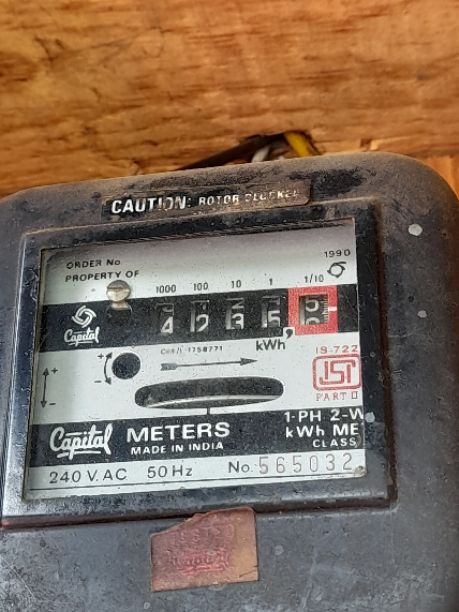 CAUTION: ROTOR
ORDER No
PROPERTY OF
1990
1000 100 10 1 1/10
4 2 3 5 , 5
Capital
kWh
IS-722
ISI
PART II
Capital METERS
MADE IN INDIA
1-PH 2-W
kWh ME
CLASS
240 V. AC 50 Hz No. 565032